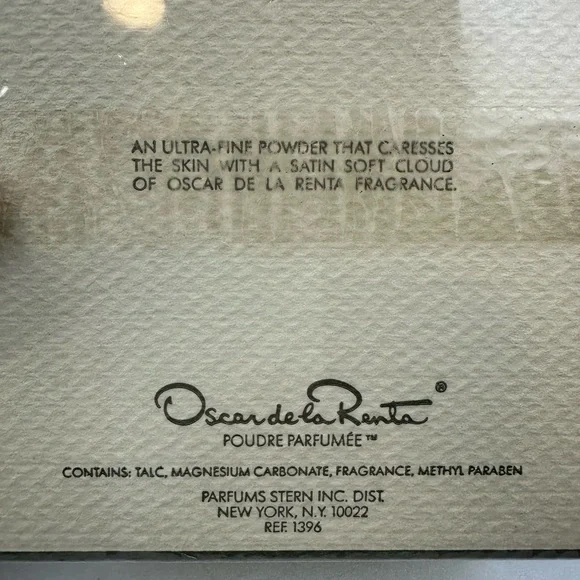 AN ULTRA-FINE POWDER THAT CARESSES
THE SKIN WITH A SATIN SOFT CLOUD
OF OSCAR DE LA RENTA FRAGRANCE.
Oscar de la Renta®
POUDRE PARFUMÉE™
CONTAINS: TALC, MAGNESIUM CARBONATE, FRAGRANCE, METHYL PARABEN
PARFUMS STERN INC. DIST.
NEW YORK, N.Y. 10022
REF. 1396